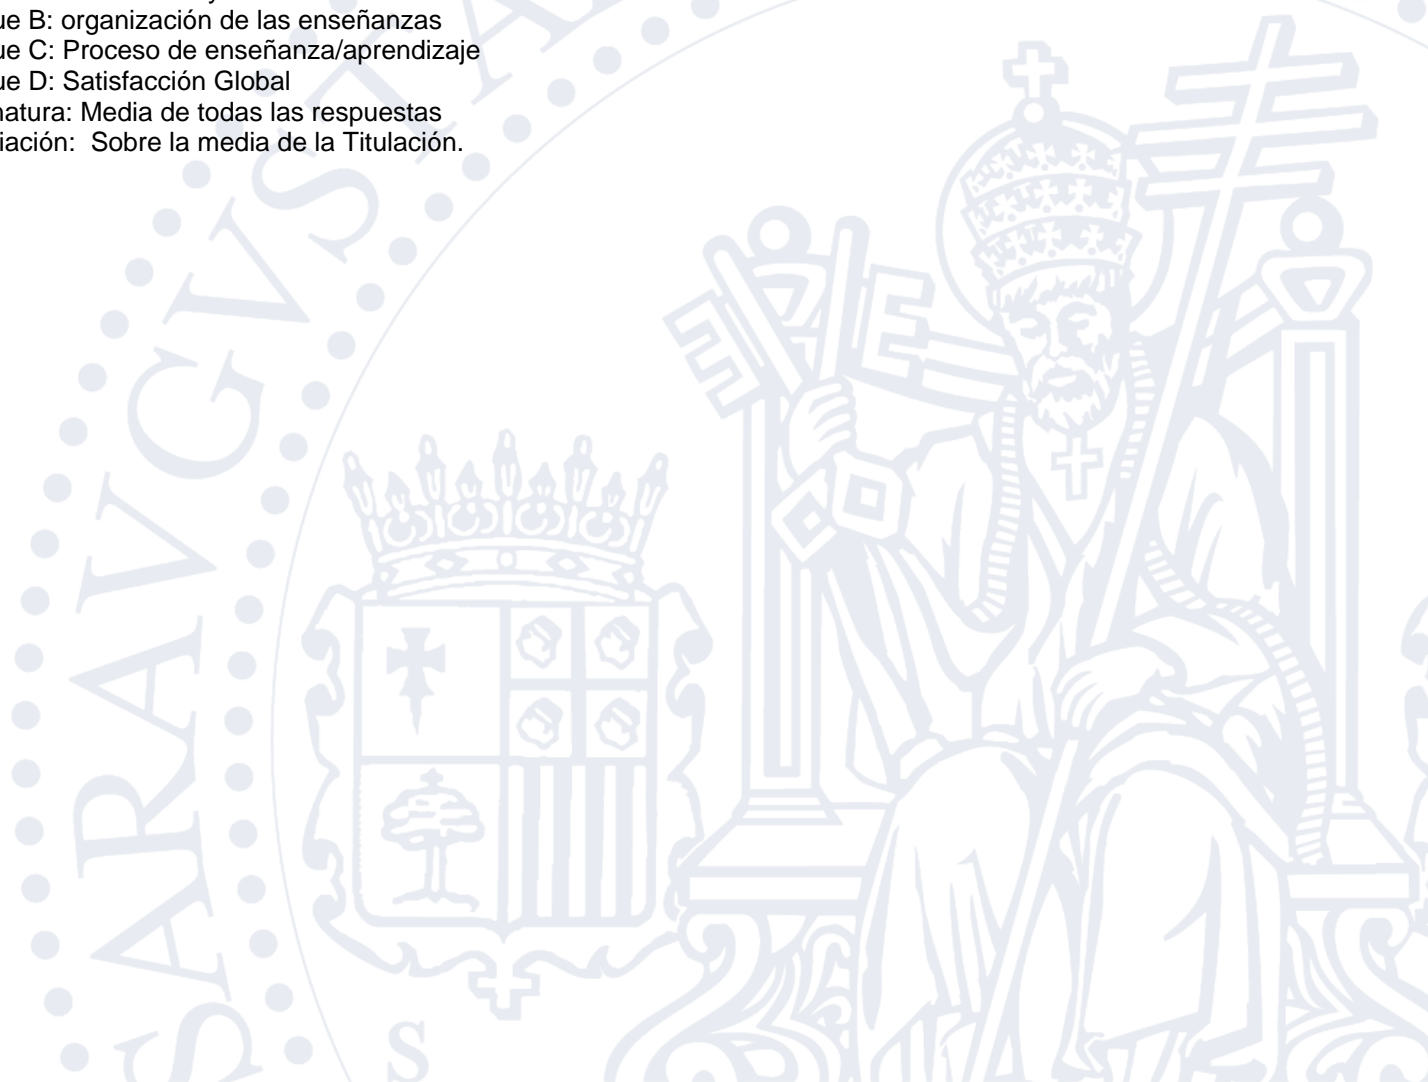 ue B: organización de las enseñanzas
ue C: Proceso de enseñanza/aprendizaje
ue D: Satisfacción Global
natura: Media de todas las respuestas
iación: Sobre la media de la Titulación.
SARAVGVSTA
S